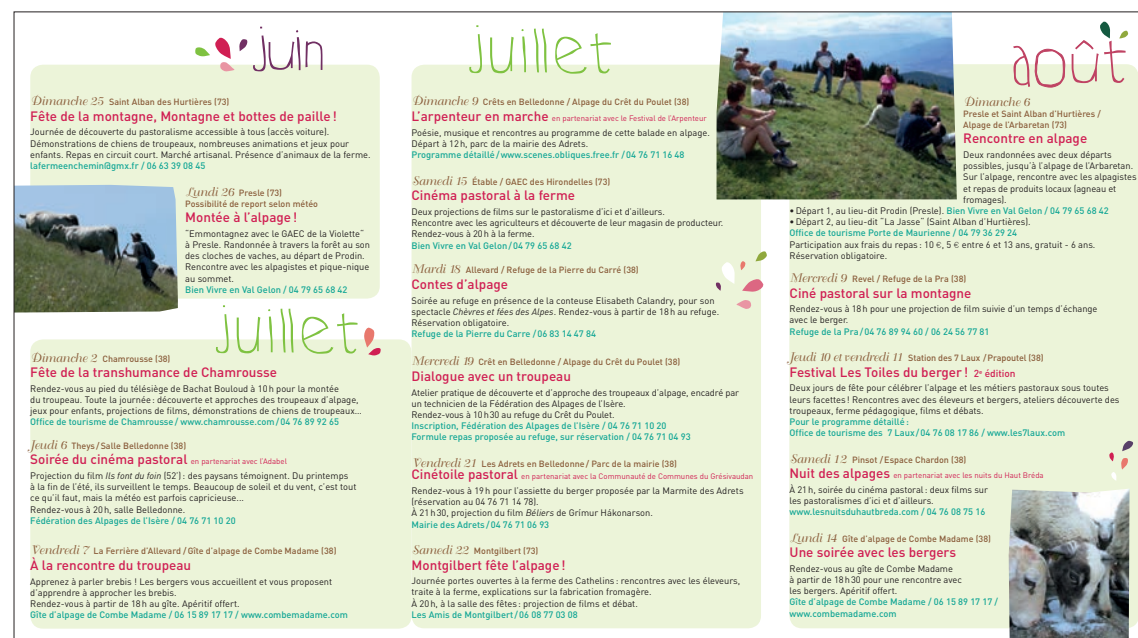 juin
Dimanche 25 Saint Alban des Hurtières (73)
Fête de la montagne, Montagne et bottes de paille !
Journée de découverte du pastoralisme accessible à tous (accès voiture).
Démonstrations de chiens de troupeaux, nombreuses animations et jeux pour
enfants. Repas en circuit court. Marché artisanal. Présence d'animaux de la ferme.
lafermeenchemin@gmx.fr / 06 63 39 08 45
Lundi 26 Presle (73)
Possibilité de report selon météo
Montée à l'alpage !
"Emmontagnez avec le GAEC de la Violette"
à Presle. Randonnée à travers la forêt au son
des cloches de vaches, au départ de Prodin.
Rencontre avec les alpagistes et pique-nique
au sommet.
Bien Vivre en Val Gelon / 04 79 65 68 42
juillet
Dimanche 2 Chamrousse (38)
Fête de la transhumance de Chamrousse
Rendez-vous au pied du télésiège de Bachat Bouloud à 10 h pour la montée
du troupeau. Toute la journée : découverte et approches des troupeaux d'alpage,
jeux pour enfants, projections de films, démonstrations de chiens de troupeaux...
Office de tourisme de Chamrousse / www.chamrousse.com / 04 76 89 92 65
Jeudi 6 Theys / Salle Belledonne (38)
Soirée du cinéma pastoral en partenariat avec l'Adabel
Projection du film Ils font du foin (52') : des paysans témoignent. Du printemps
à la fin de l'été, ils surveillent le temps. Beaucoup de soleil et du vent, c'est tout
ce qu'il faut, mais la météo est parfois capricieuse...
Rendez-vous à 20 h, salle Belledonne.
Fédération des Alpages de l'Isère / 04 76 71 10 20
Vendredi 7 La Ferrière d'Allevard / Gîte d'alpage de Combe Madame (38)
À la rencontre du troupeau
Apprenez à parler brebis ! Les bergers vous accueillent et vous proposent
d'apprendre à approcher les brebis.
Rendez-vous à partir de 18 h au gîte. Apéritif offert.
Gîte d'alpage de Combe Madame / 06 15 89 17 17 / www.combemadame.com
juillet
Dimanche 9 Crêts en Belledonne / Alpage du Crêt du Poulet (38)
L'arpenteur en marche en partenariat avec le Festival de l'Arpenteur
Poésie, musique et rencontres au programme de cette balade en alpage.
Départ à 12 h, parc de la mairie des Adrets.
Programme détaillé / www.scenes.obliques.free.fr / 04 76 71 16 48
Samedi 15 Étable / GAEC des Hirondelles (73)
Cinéma pastoral à la ferme
Deux projections de films sur le pastoralisme d'ici et d'ailleurs.
Rencontre avec les agriculteurs et découverte de leur magasin de producteur.
Rendez-vous à 20 h à la ferme.
Bien Vivre en Val Gelon / 04 79 65 68 42
Mardi 18 Allevard / Refuge de la Pierre du Carré (38)
Contes d'alpage
Soirée au refuge en présence de la conteuse Elisabeth Calandry, pour son
spectacle Chèvres et fées des Alpes. Rendez-vous à partir de 18 h au refuge.
Réservation obligatoire.
Refuge de la Pierre du Carre / 06 83 14 47 84
Mercredi 19 Crêt en Belledonne / Alpage du Crêt du Poulet (38)
Dialogue avec un troupeau
Atelier pratique de découverte et d'approche des troupeaux d'alpage, encadré par
un technicien de la Fédération des Alpages de l'Isère.
Rendez-vous à 10 h 30 au refuge du Crêt du Poulet.
Inscription, Fédération des Alpages de l'Isère / 04 76 71 10 20
Formule repas proposée au refuge, sur réservation / 04 76 71 04 93
Vendredi 21 Les Adrets en Belledonne / Parc de la mairie (38)
Cinétoile pastoral en partenariat avec la Communauté de Communes du Grésivaudan
Rendez-vous à 19 h pour l'assiette du berger proposée par la Marmite des Adrets
(réservation au 04 76 71 14 78).
À 21 h 30, projection du film Béliers de Grímur Hákonarson.
Mairie des Adrets / 04 76 71 06 93
Samedi 22 Montgilbert (73)
Montgilbert fête l'alpage !
Journée portes ouvertes à la ferme des Cathelins : rencontres avec les éleveurs,
traite à la ferme, explications sur la fabrication fromagère.
À 20 h, à la salle des fêtes : projection de films et débat.
Les Amis de Montgilbert / 06 08 77 03 08
août
Dimanche 6
Presle et Saint Alban d'Hurtières /
Alpage de l'Arbaretan (73)
Rencontre en alpage
Deux randonnées avec deux départs
possibles, jusqu'à l'alpage de l'Arbaretan.
Sur l'alpage, rencontre avec les alpagistes
et repas de produits locaux (agneau et
fromages).
• Départ 1, au lieu-dit Prodin (Presle). Bien Vivre en Val Gelon / 04 79 65 68 42
• Départ 2, au lieu-dit "La Jasse" (Saint Alban d'Hurtières).
Office de tourisme Porte de Maurienne / 04 79 36 29 24
Participation aux frais du repas : 10 €, 5 € entre 6 et 13 ans, gratuit - 6 ans.
Réservation obligatoire.
Mercredi 9 Revel / Refuge de la Pra (38)
Ciné pastoral sur la montagne
Rendez-vous à 18 h pour une projection de film suivie d'un temps d'échange
avec le berger.
Refuge de la Pra / 04 76 89 94 60 / 06 24 56 77 81
Jeudi 10 et vendredi 11 Station des 7 Laux / Prapoutel (38)
Festival Les Toiles du berger ! 2e édition
Deux jours de fête pour célébrer l'alpage et les métiers pastoraux sous toutes
leurs facettes ! Rencontres avec des éleveurs et bergers, ateliers découverte des
troupeaux, ferme pédagogique, films et débats.
Pour le programme détaillé :
Office de tourisme des 7 Laux / 04 76 08 17 86 / www.les7laux.com
Samedi 12 Pinsot / Espace Chardon (38)
Nuit des alpages en partenariat avec les nuits du Haut Bréda
À 21 h, soirée du cinéma pastoral : deux films sur
les pastoralismes d'ici et d'ailleurs.
www.lesnuitsduhautbreda.com / 04 76 08 75 16
Lundi 14 Gîte d'alpage de Combe Madame (38)
Une soirée avec les bergers
Rendez-vous au gîte de Combe Madame
à partir de 18 h 30 pour une rencontre avec
les bergers. Apéritif offert.
Gîte d'alpage de Combe Madame / 06 15 89 17 17 /
www.combemadame.com